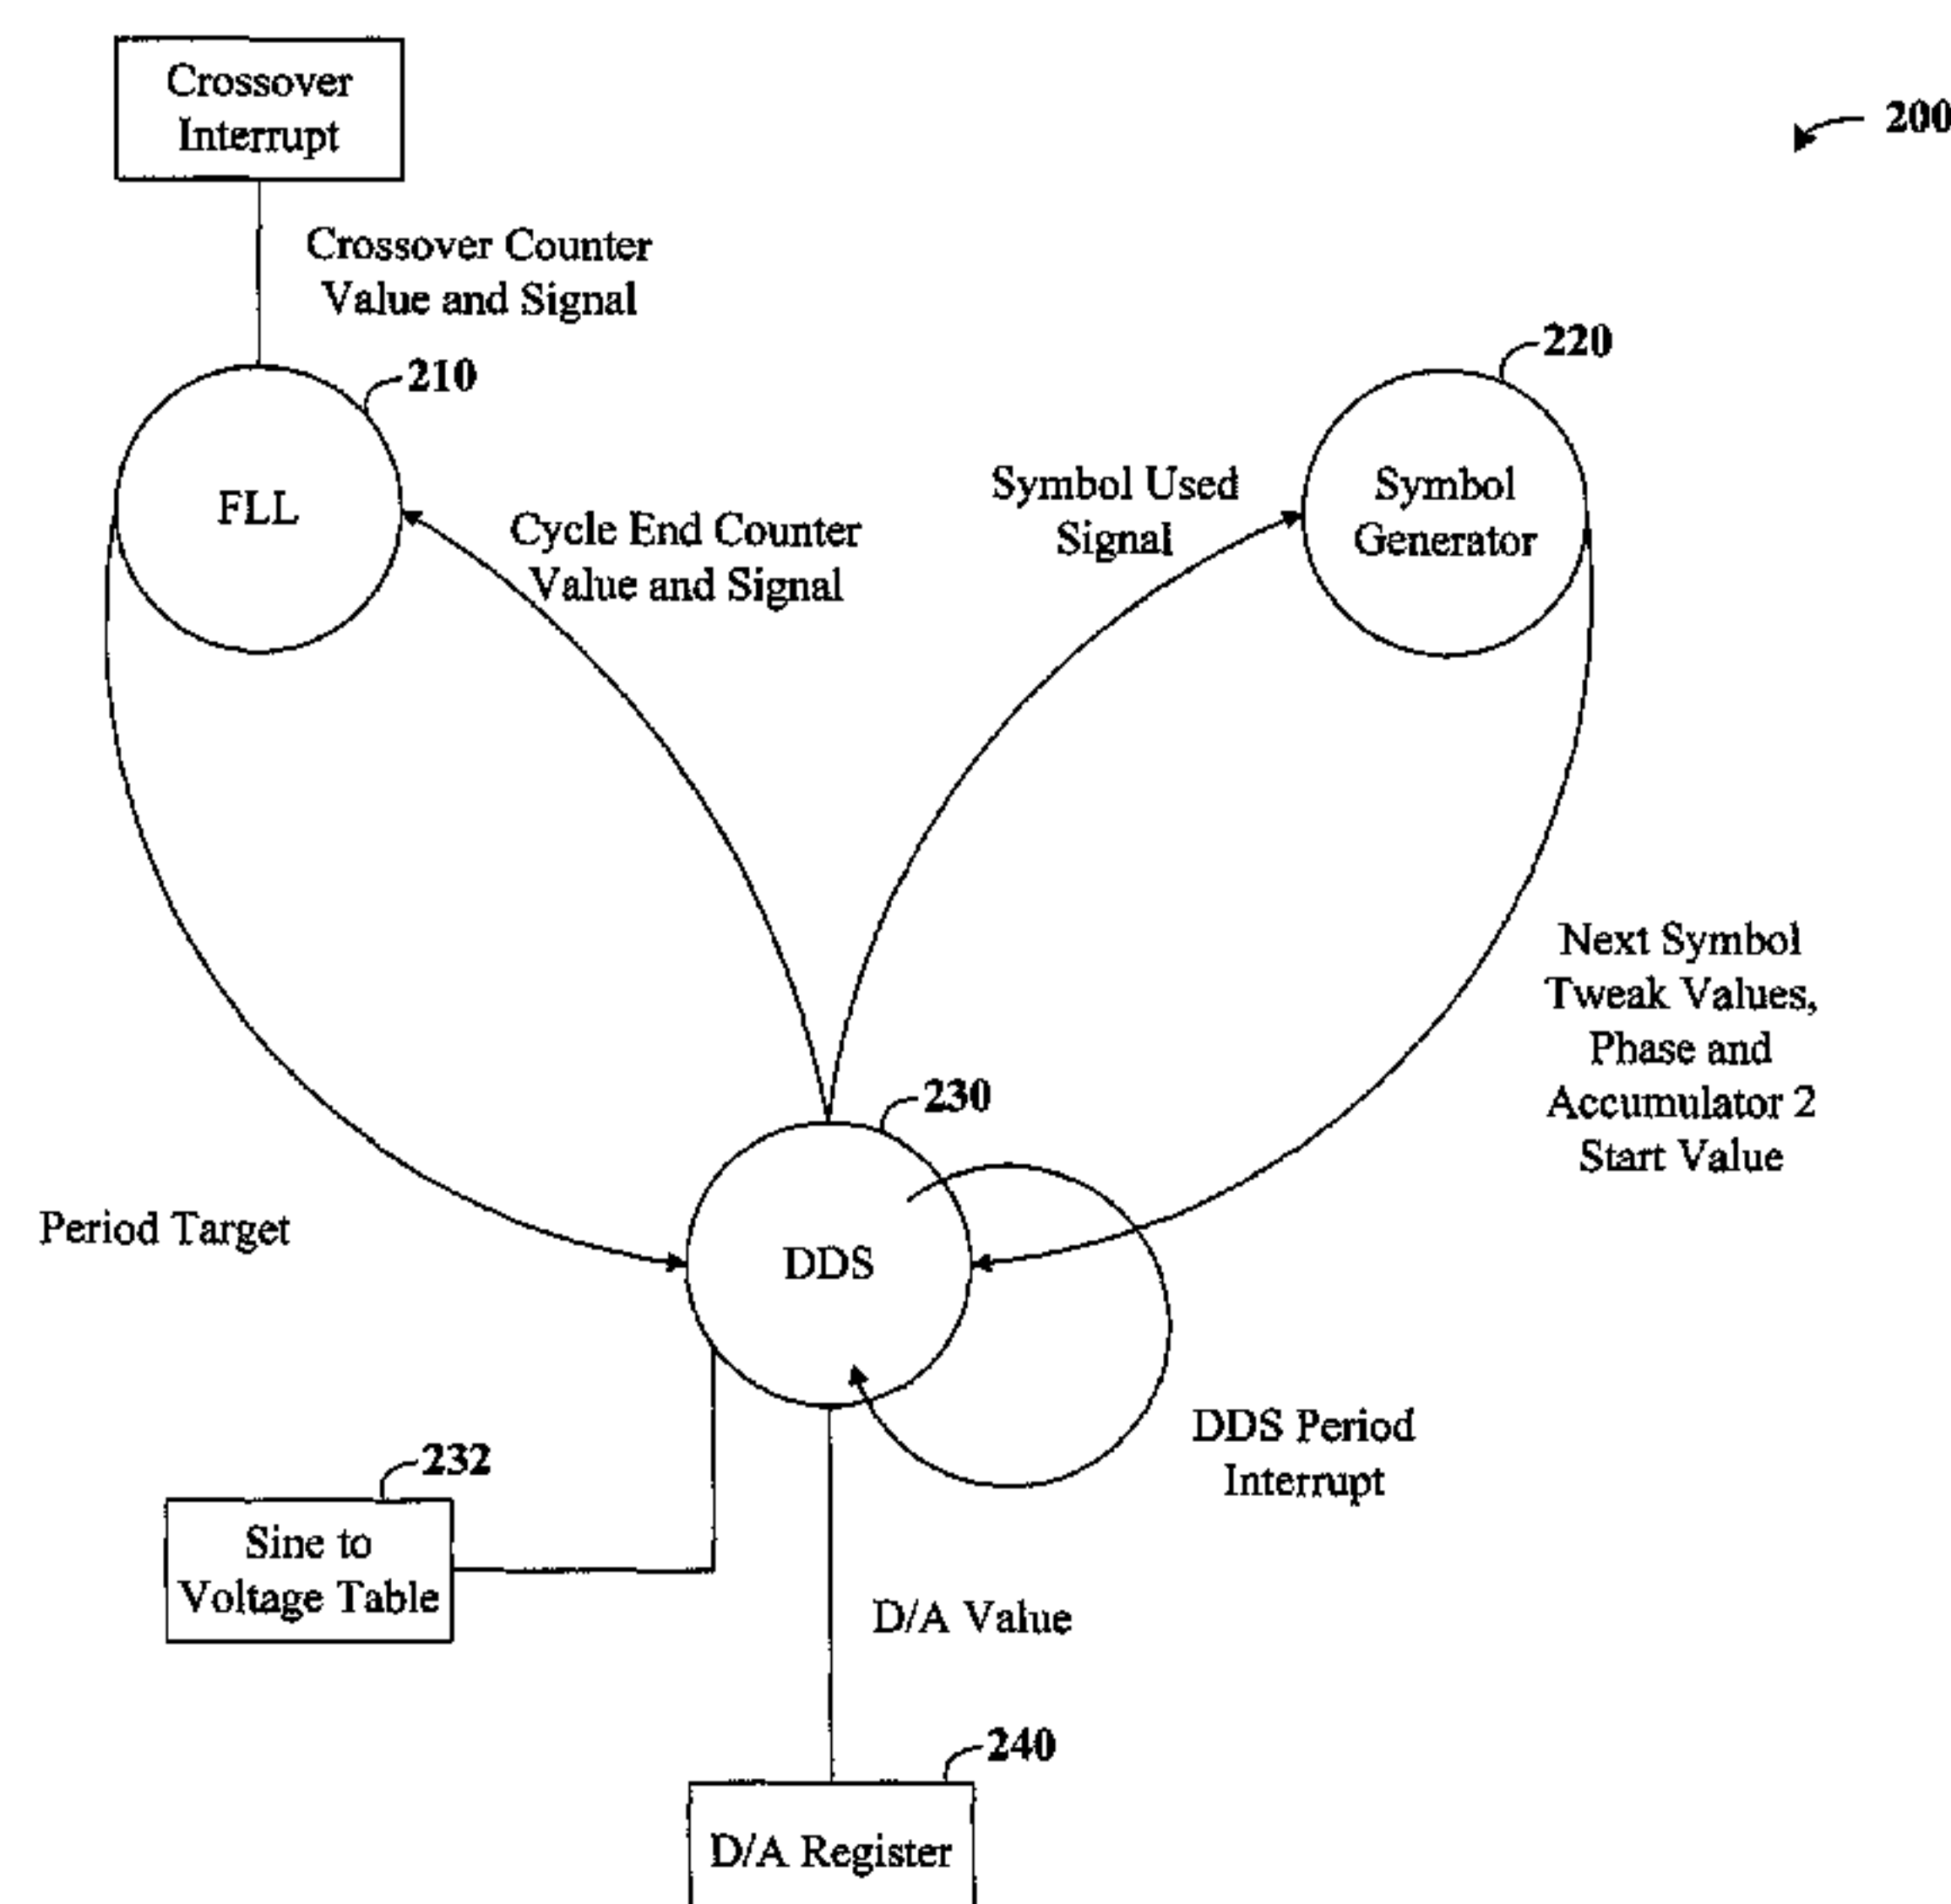 Crossover
Interrupt
200
Crossover Counter
Value and Signal
210
220
FLL
Cycle End Counter
Value and Signal
Symbol Used
Signal
Symbol
Generator
Next Symbol
Tweak Values,
Phase and
Accumulator 2
Start Value
230
Period Target
DDS
DDS Period
Interrupt
232
Sine to
Voltage Table
D/A Value
240
D/A Register